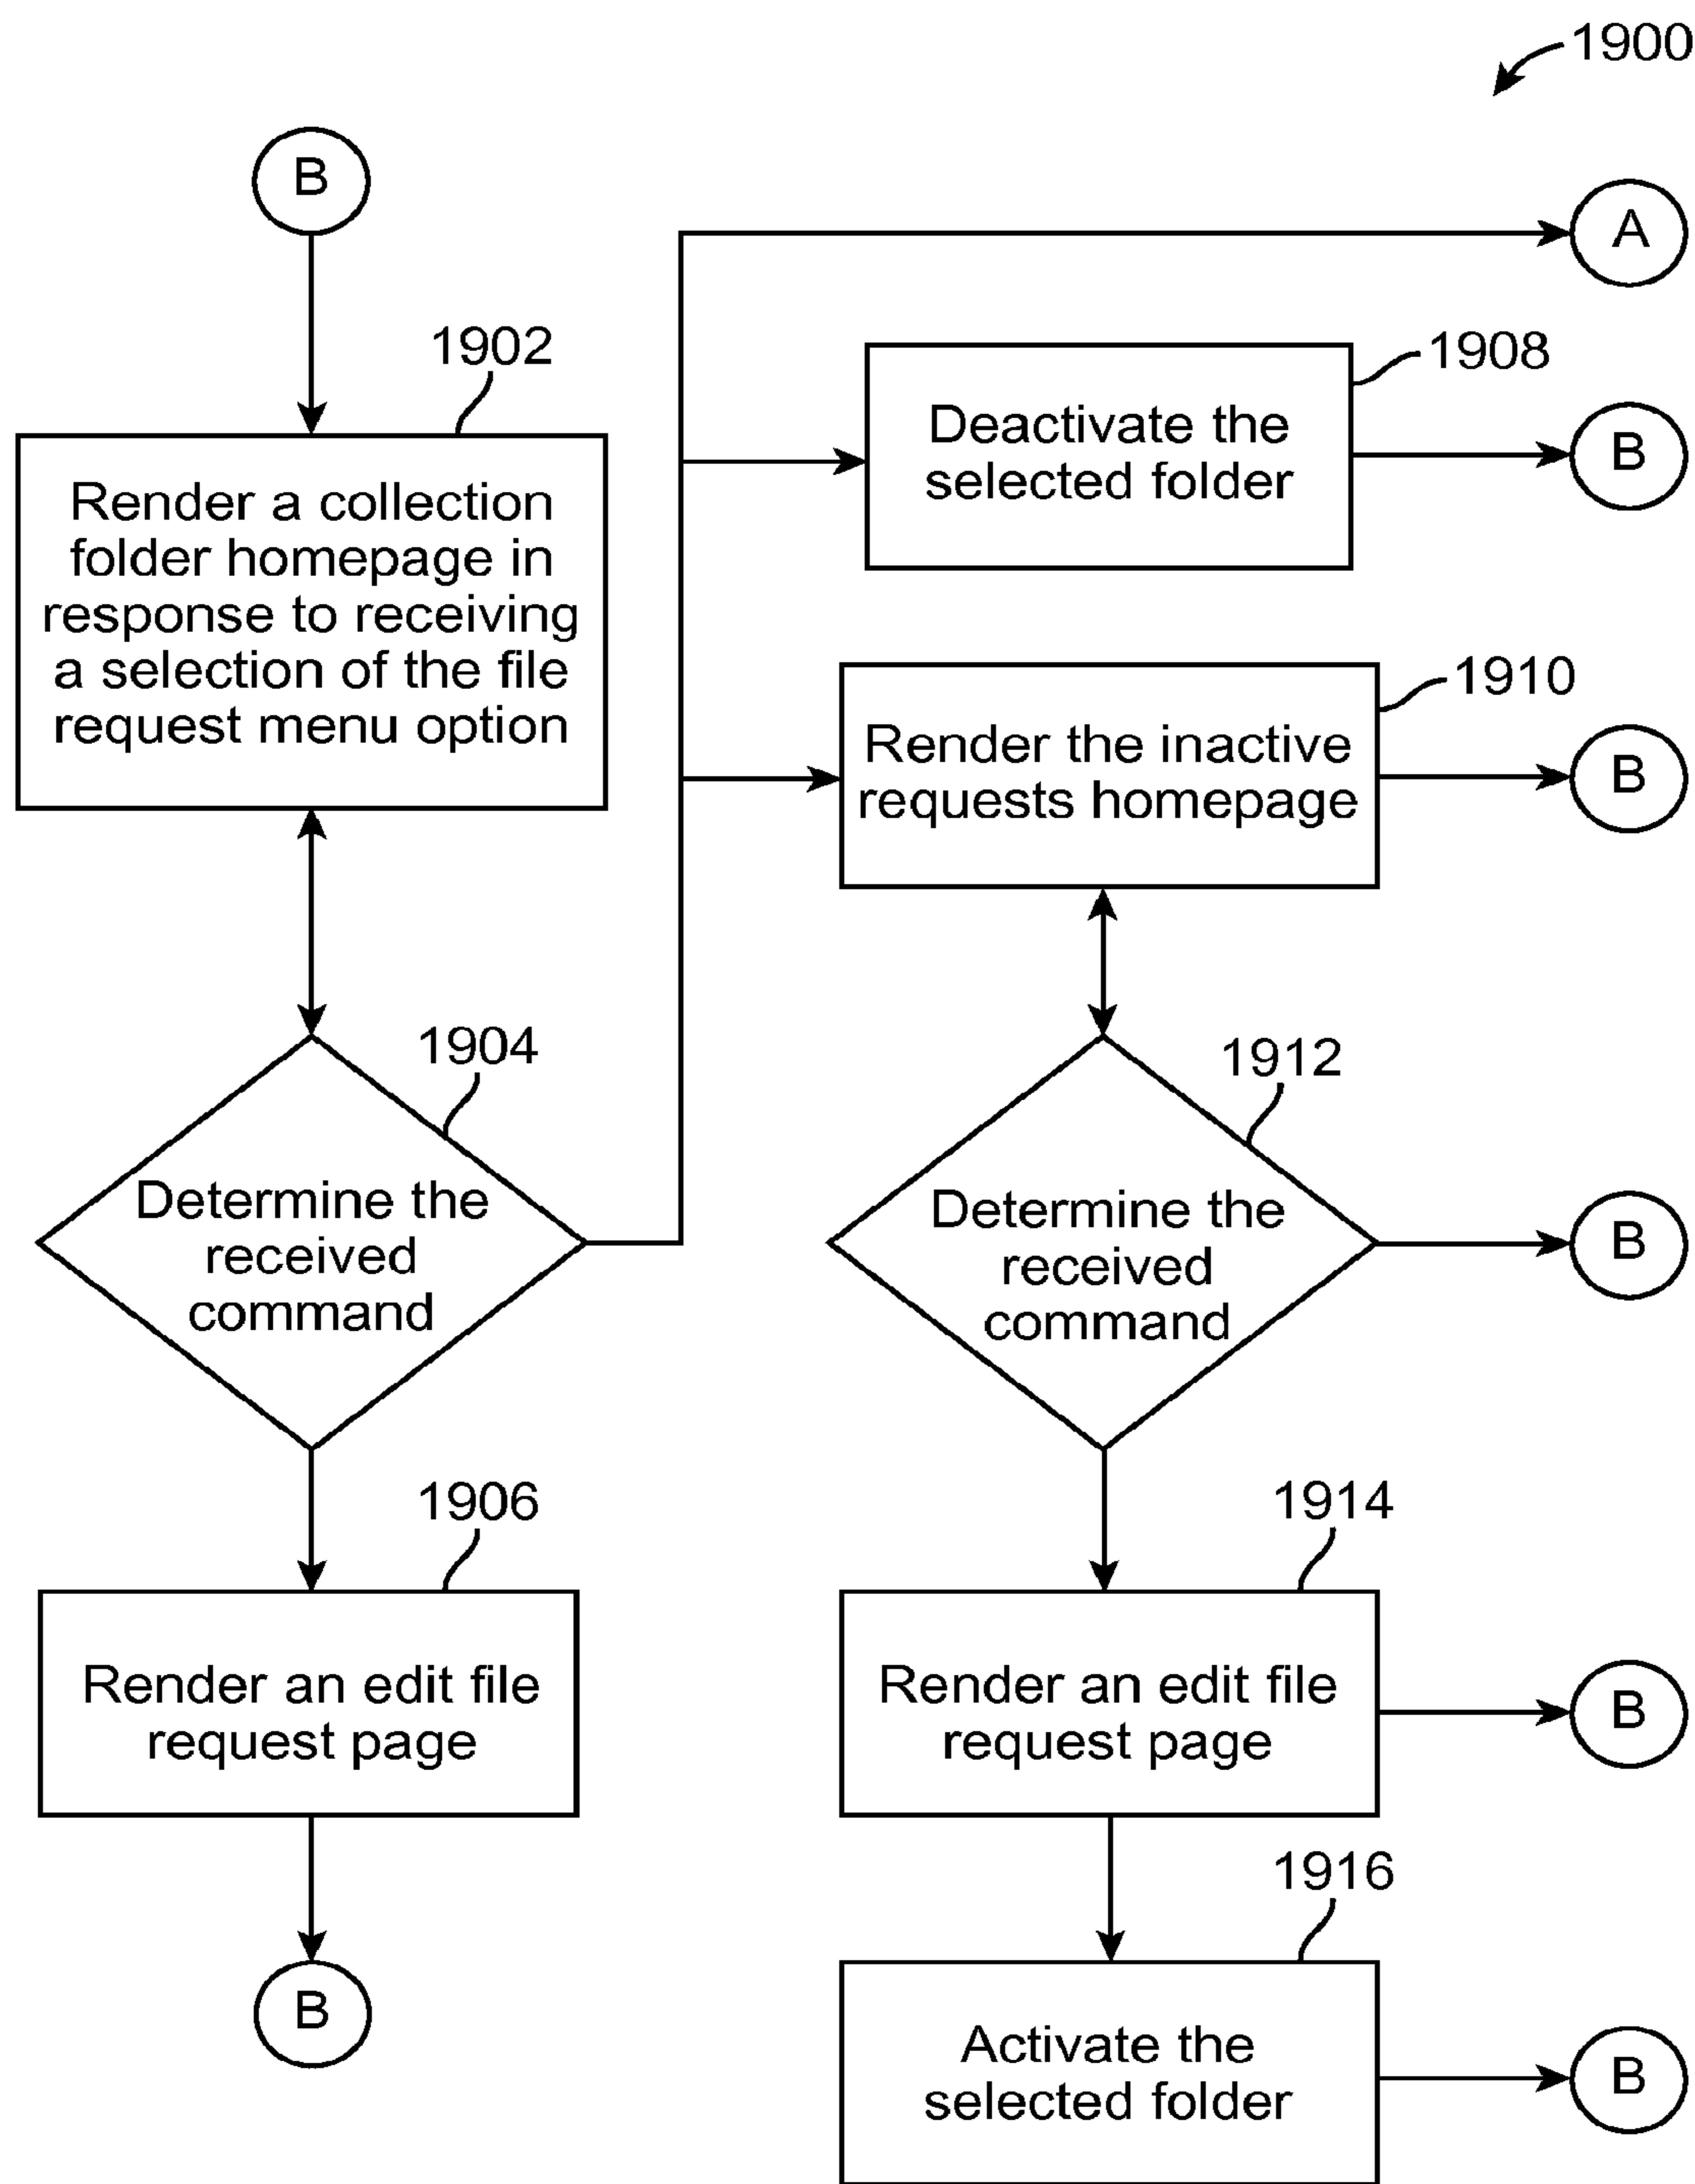 1900
B
A
1902
Render a collection
folder homepage in
response to receiving
a selection of the file
request menu option
1908
Deactivate the
selected folder
B
1910
Render the inactive
requests homepage
B
1904
Determine the
received
command
1912
Determine the
received
command
B
1906
Render an edit file
request page
B
1914
Render an edit file
request page
B
1916
Activate the
selected folder
B